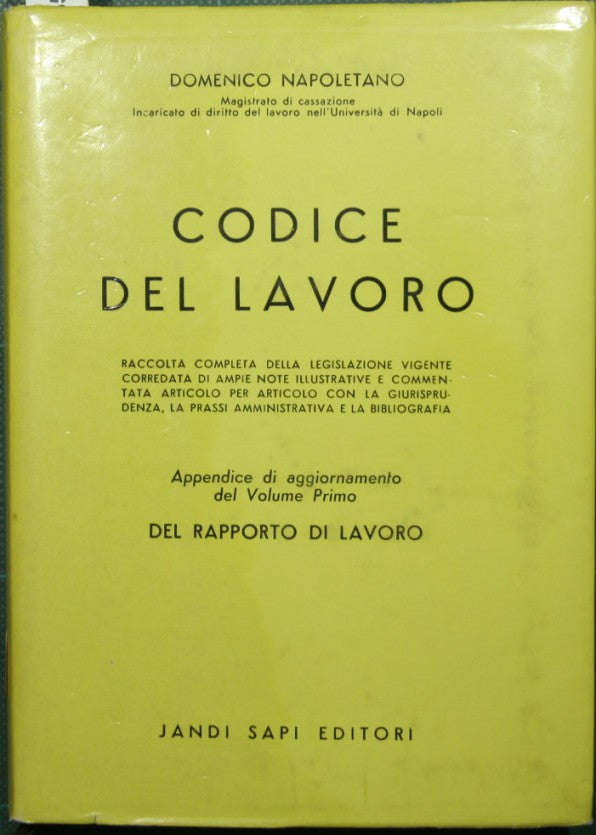 DOMENICO NAPOLETANO
Magistrato di cassazione
Incaricato di diritto del lavoro nell'Università di Napoli
CODICE
DEL LAVORO
RACCOLTA COMPLETA DELLA LEGISLAZIONE VIGENTE
CORREDATA DI AMPIE NOTE ILLUSTRATIVE E COMMEN-
TATA ARTICOLO PER ARTICOLO CON LA GIURISPRU-
DENZA, LA PRASSI AMMINISTRATIVA E LA BIBLIOGRAFIA
Appendice di aggiornamento
del Volume Primo
DEL RAPPORTO DI LAVORO
JANDI SAPI EDITORI